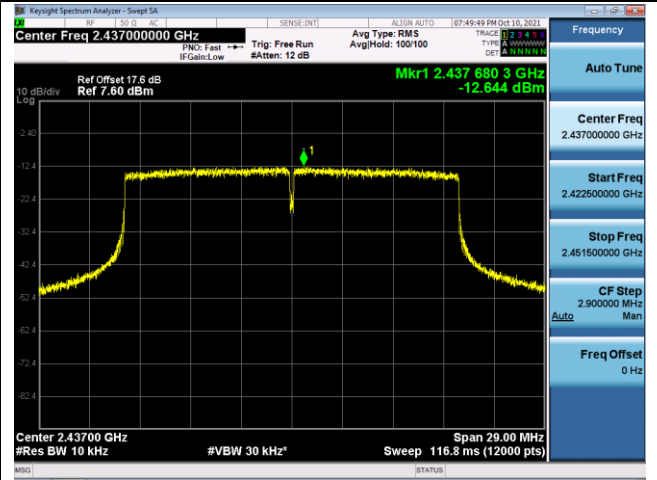 Keysight Spectrum Analyzer - Swept SA
RF 50 Ω AC SENSE:INT ALIGN AUTO 07:49:49 PM Oct 10, 2021
Center Freq 2.437000000 GHz
PNO: Fast
IFGain:Low
Trig: Free Run
#Atten: 12 dB
Avg Type: RMS
Avg|Hold: 100/100
TRACE 1 2 3 4 5 6
TYPE A WWWWW
DET A NNNNN
Frequency
Auto Tune
Center Freq
2.437000000 GHz
Start Freq
2.422500000 GHz
Stop Freq
2.451500000 GHz
CF Step
2.900000 MHz
Auto Man
Freq Offset
0 Hz
Ref Offset 17.6 dB
10 dB/div Ref 7.60 dBm
Log
Mkr1 2.437 680 3 GHz
-12.644 dBm
1
-2.40
-12.4
-22.4
-32.4
-42.4
-52.4
-62.4
-72.4
-82.4
Center 2.43700 GHz Span 29.00 MHz
#Res BW 10 kHz #VBW 30 kHz* Sweep 116.8 ms (12000 pts)
MSG STATUS